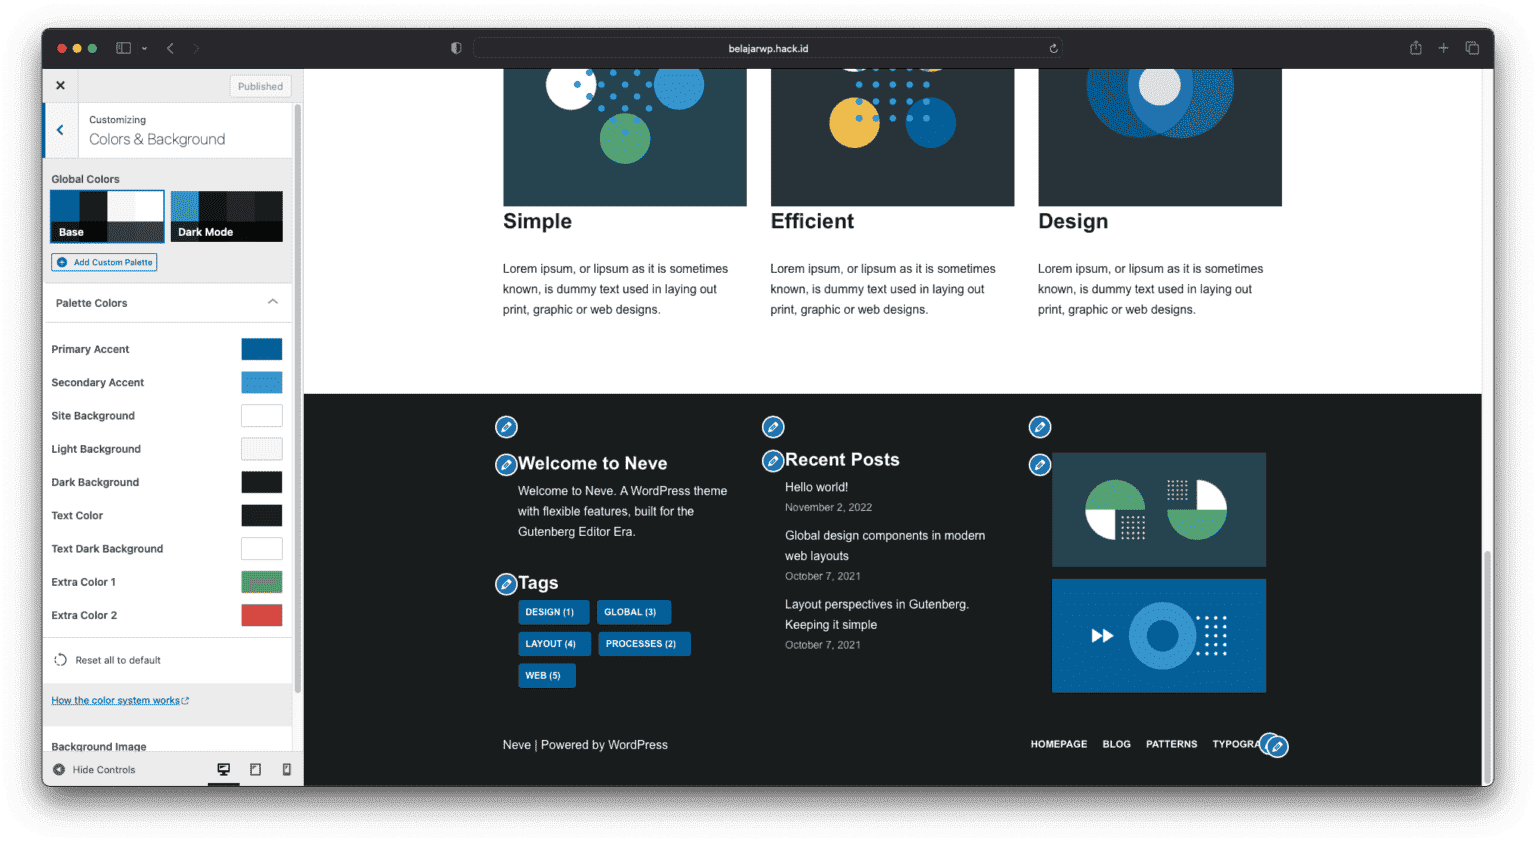 belajarwp.hack.id
Published
Customizing
Colors & Background
Global Colors
Base
Dark Mode
Add Custom Palette
Palette Colors
Primary Accent
Secondary Accent
Site Background
Light Background
Dark Background
Text Color
Text Dark Background
Extra Color 1
Extra Color 2
Reset all to default
How the color system works
Background Image
Hide Controls
Simple
Lorem ipsum, or lipsum as it is sometimes
known, is dummy text used in laying out
print, graphic or web designs.
Efficient
Lorem ipsum, or lipsum as it is sometimes
known, is dummy text used in laying out
print, graphic or web designs.
Design
Lorem ipsum, or lipsum as it is sometimes
known, is dummy text used in laying out
print, graphic or web designs.
Welcome to Neve
Welcome to Neve. A WordPress theme
with flexible features, built for the
Gutenberg Editor Era.
Tags
DESIGN (1)
GLOBAL (3)
LAYOUT (4)
PROCESSES (2)
WEB (5)
Recent Posts
Hello world!
November 2, 2022
Global design components in modern
web layouts
October 7, 2021
Layout perspectives in Gutenberg.
Keeping it simple
October 7, 2021
Neve | Powered by WordPress
HOMEPAGE BLOG PATTERNS TYPOGRA